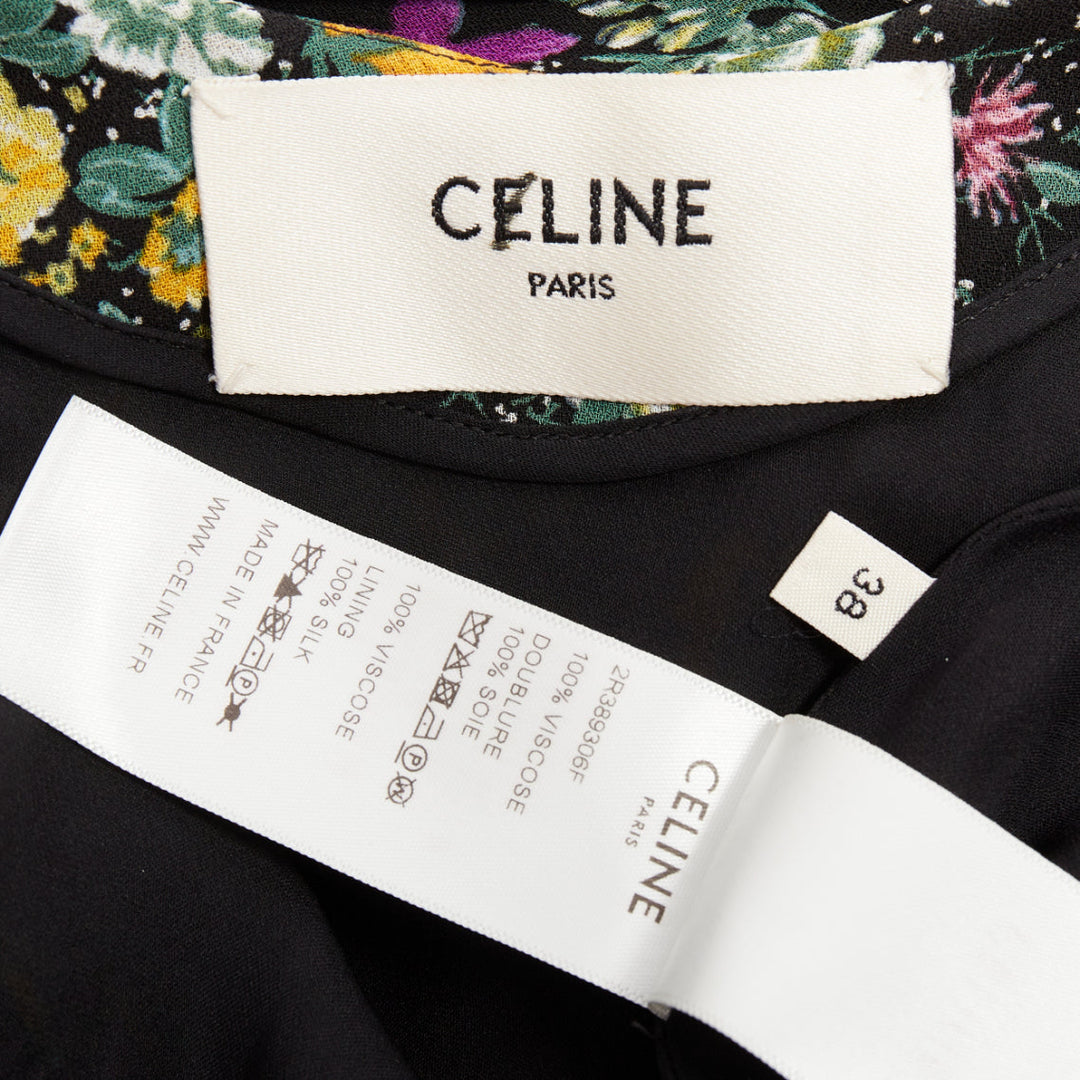 CELINE
PARIS
38
CELINE
PARIS
2R389306F
100% VISCOSE
DOUBLURE
100% SOIE
P W
100% VISCOSE
LINING
100% SILK
P
MADE IN FRANCE
WWW.CELINE.FR